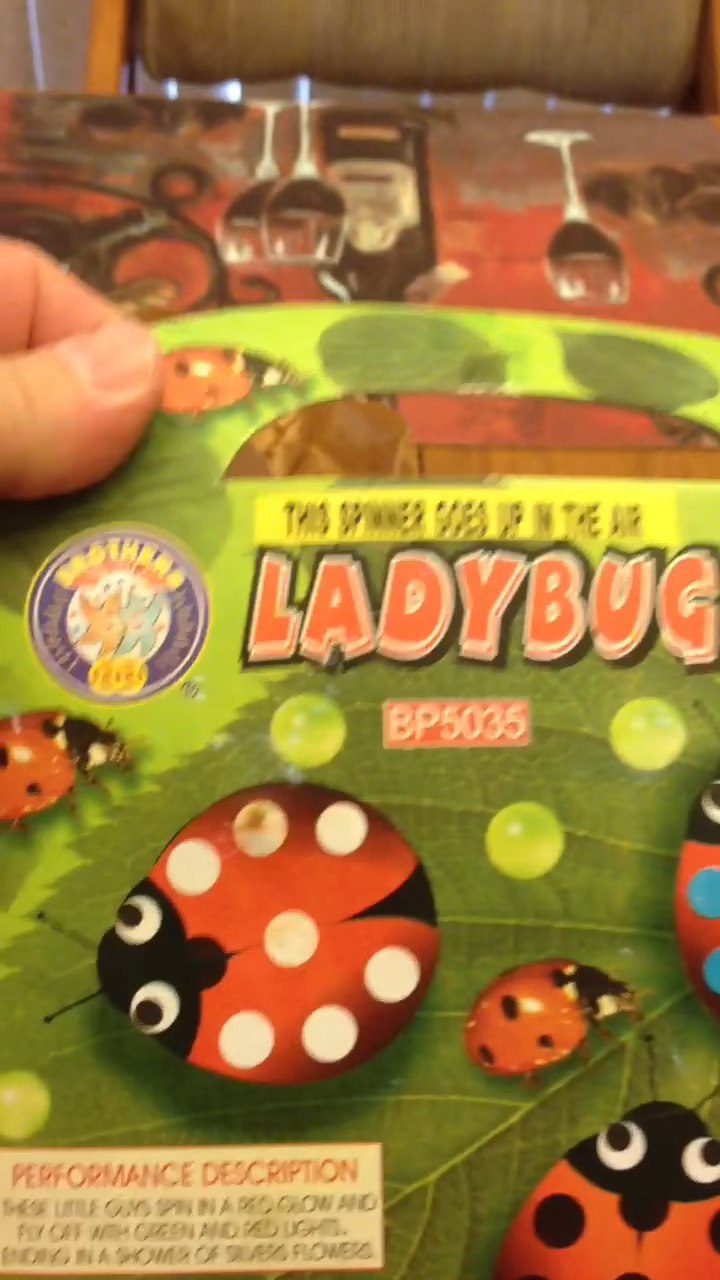 THIS SPINNER GOES UP IN THE AIR
BROTHERS
LADYBUG
BP5035
PERFORMANCE DESCRIPTION
THESE LITTLE GUYS SPIN IN A RED GLOW AND
FLY OFF WITH GREEN AND RED LIGHTS.
ENDING IN A SHOWER OF SILVERS FLOWERS